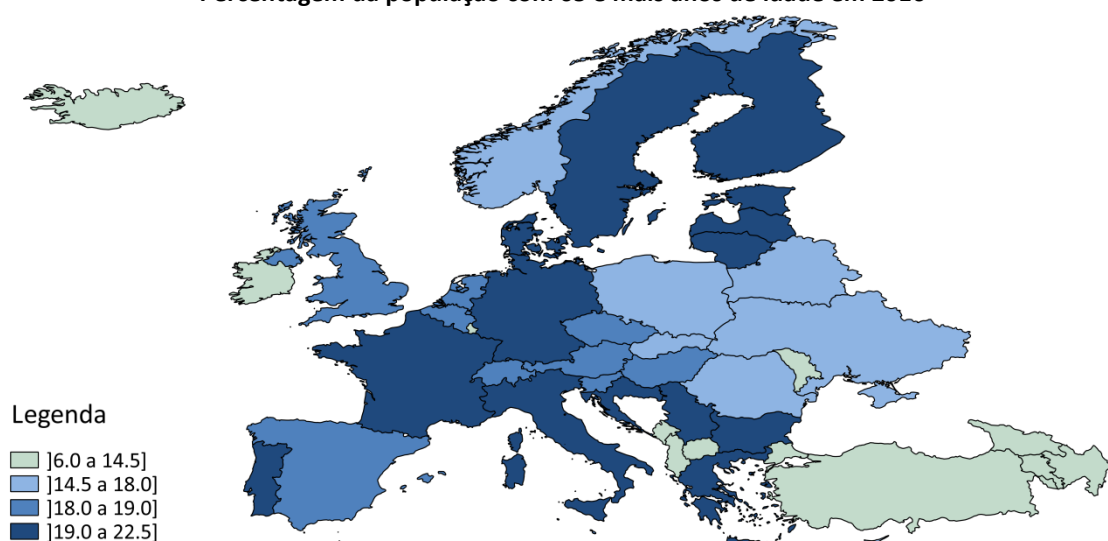 Percentagem da população com e mais anos de idade em
Legenda
]6.0 a 14.5]
]14.5 a 18.0]
]18.0 a 19.0]
]19.0 a 22.5]